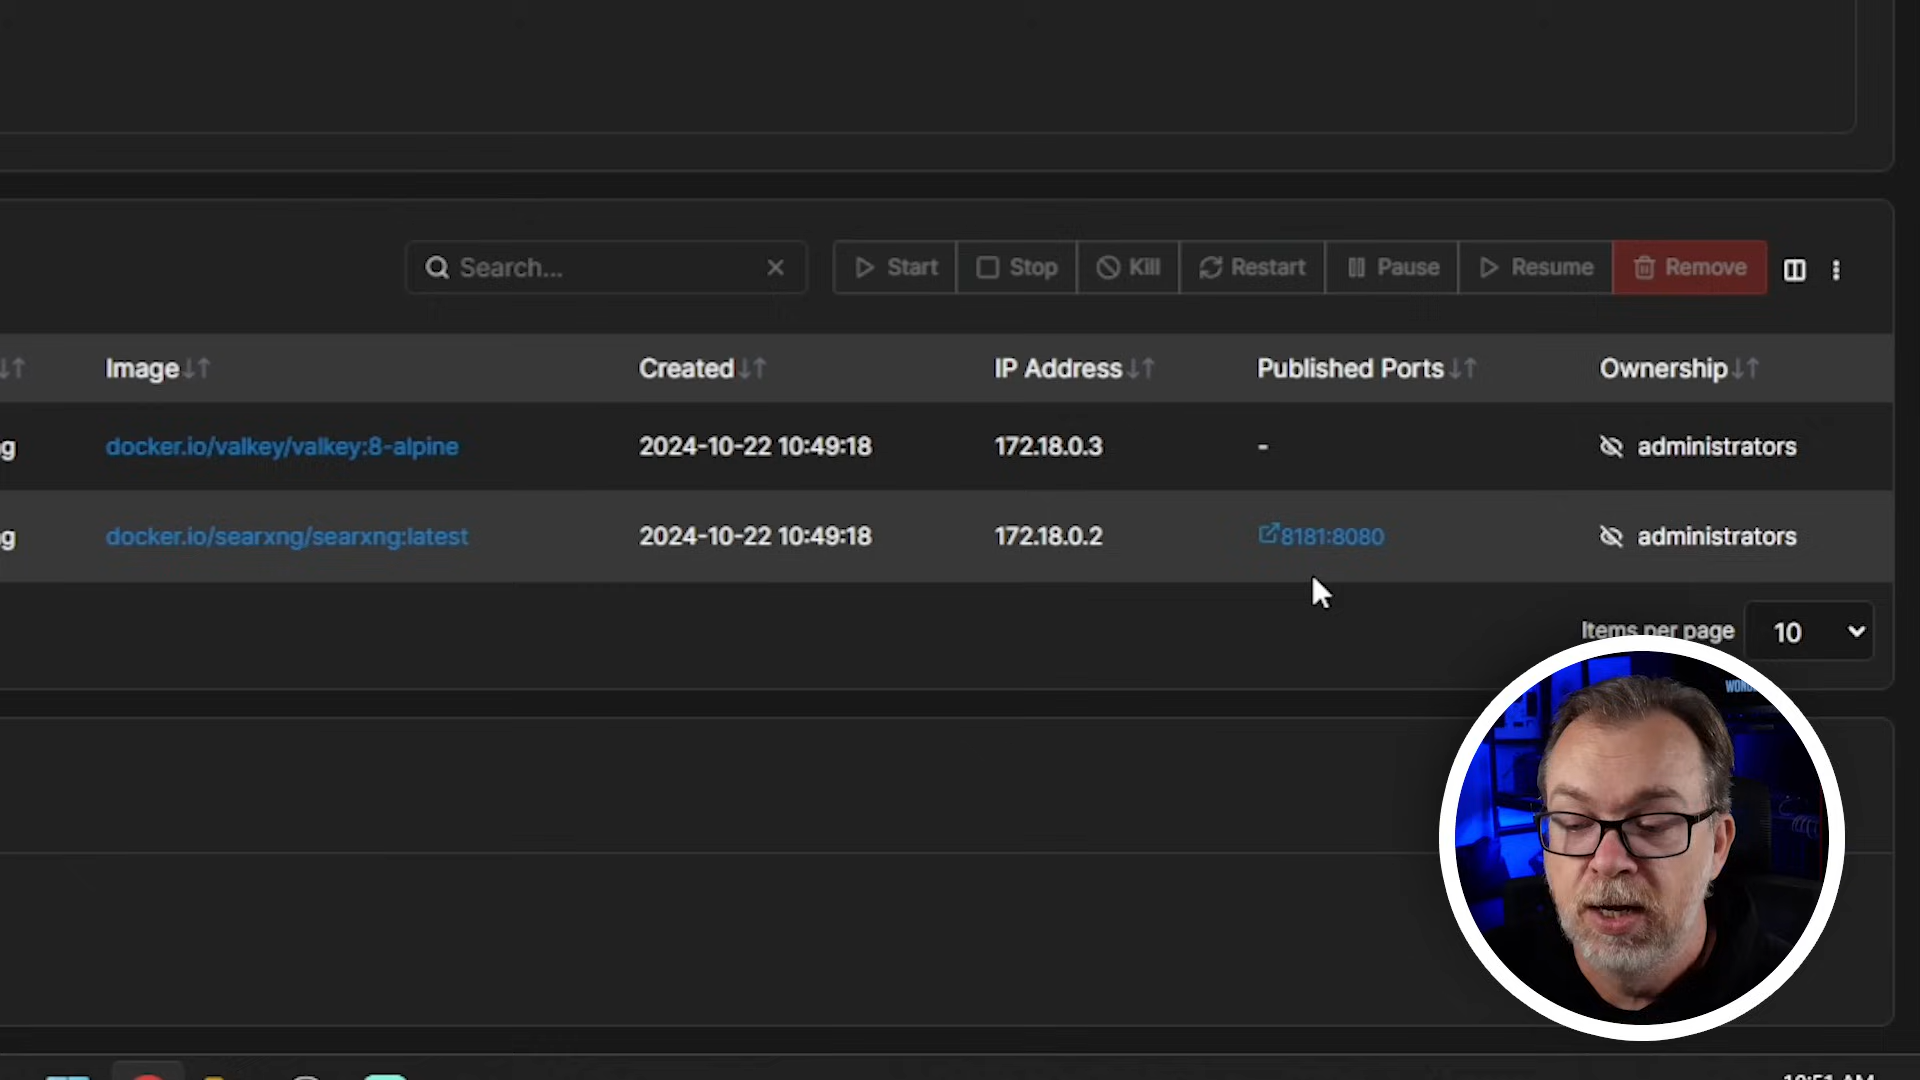 Search...
Start
Stop
Kill
Restart
Pause
Resume
Remove
Image Created IP Address Published Ports Ownership
g docker.io/valkey/valkey:8-alpine 2024-10-22 10:49:18 172.18.0.3 - administrators
g docker.io/searxng/searxng:latest 2024-10-22 10:49:18 172.18.0.2 8181:8080 administrators
Items per page 10